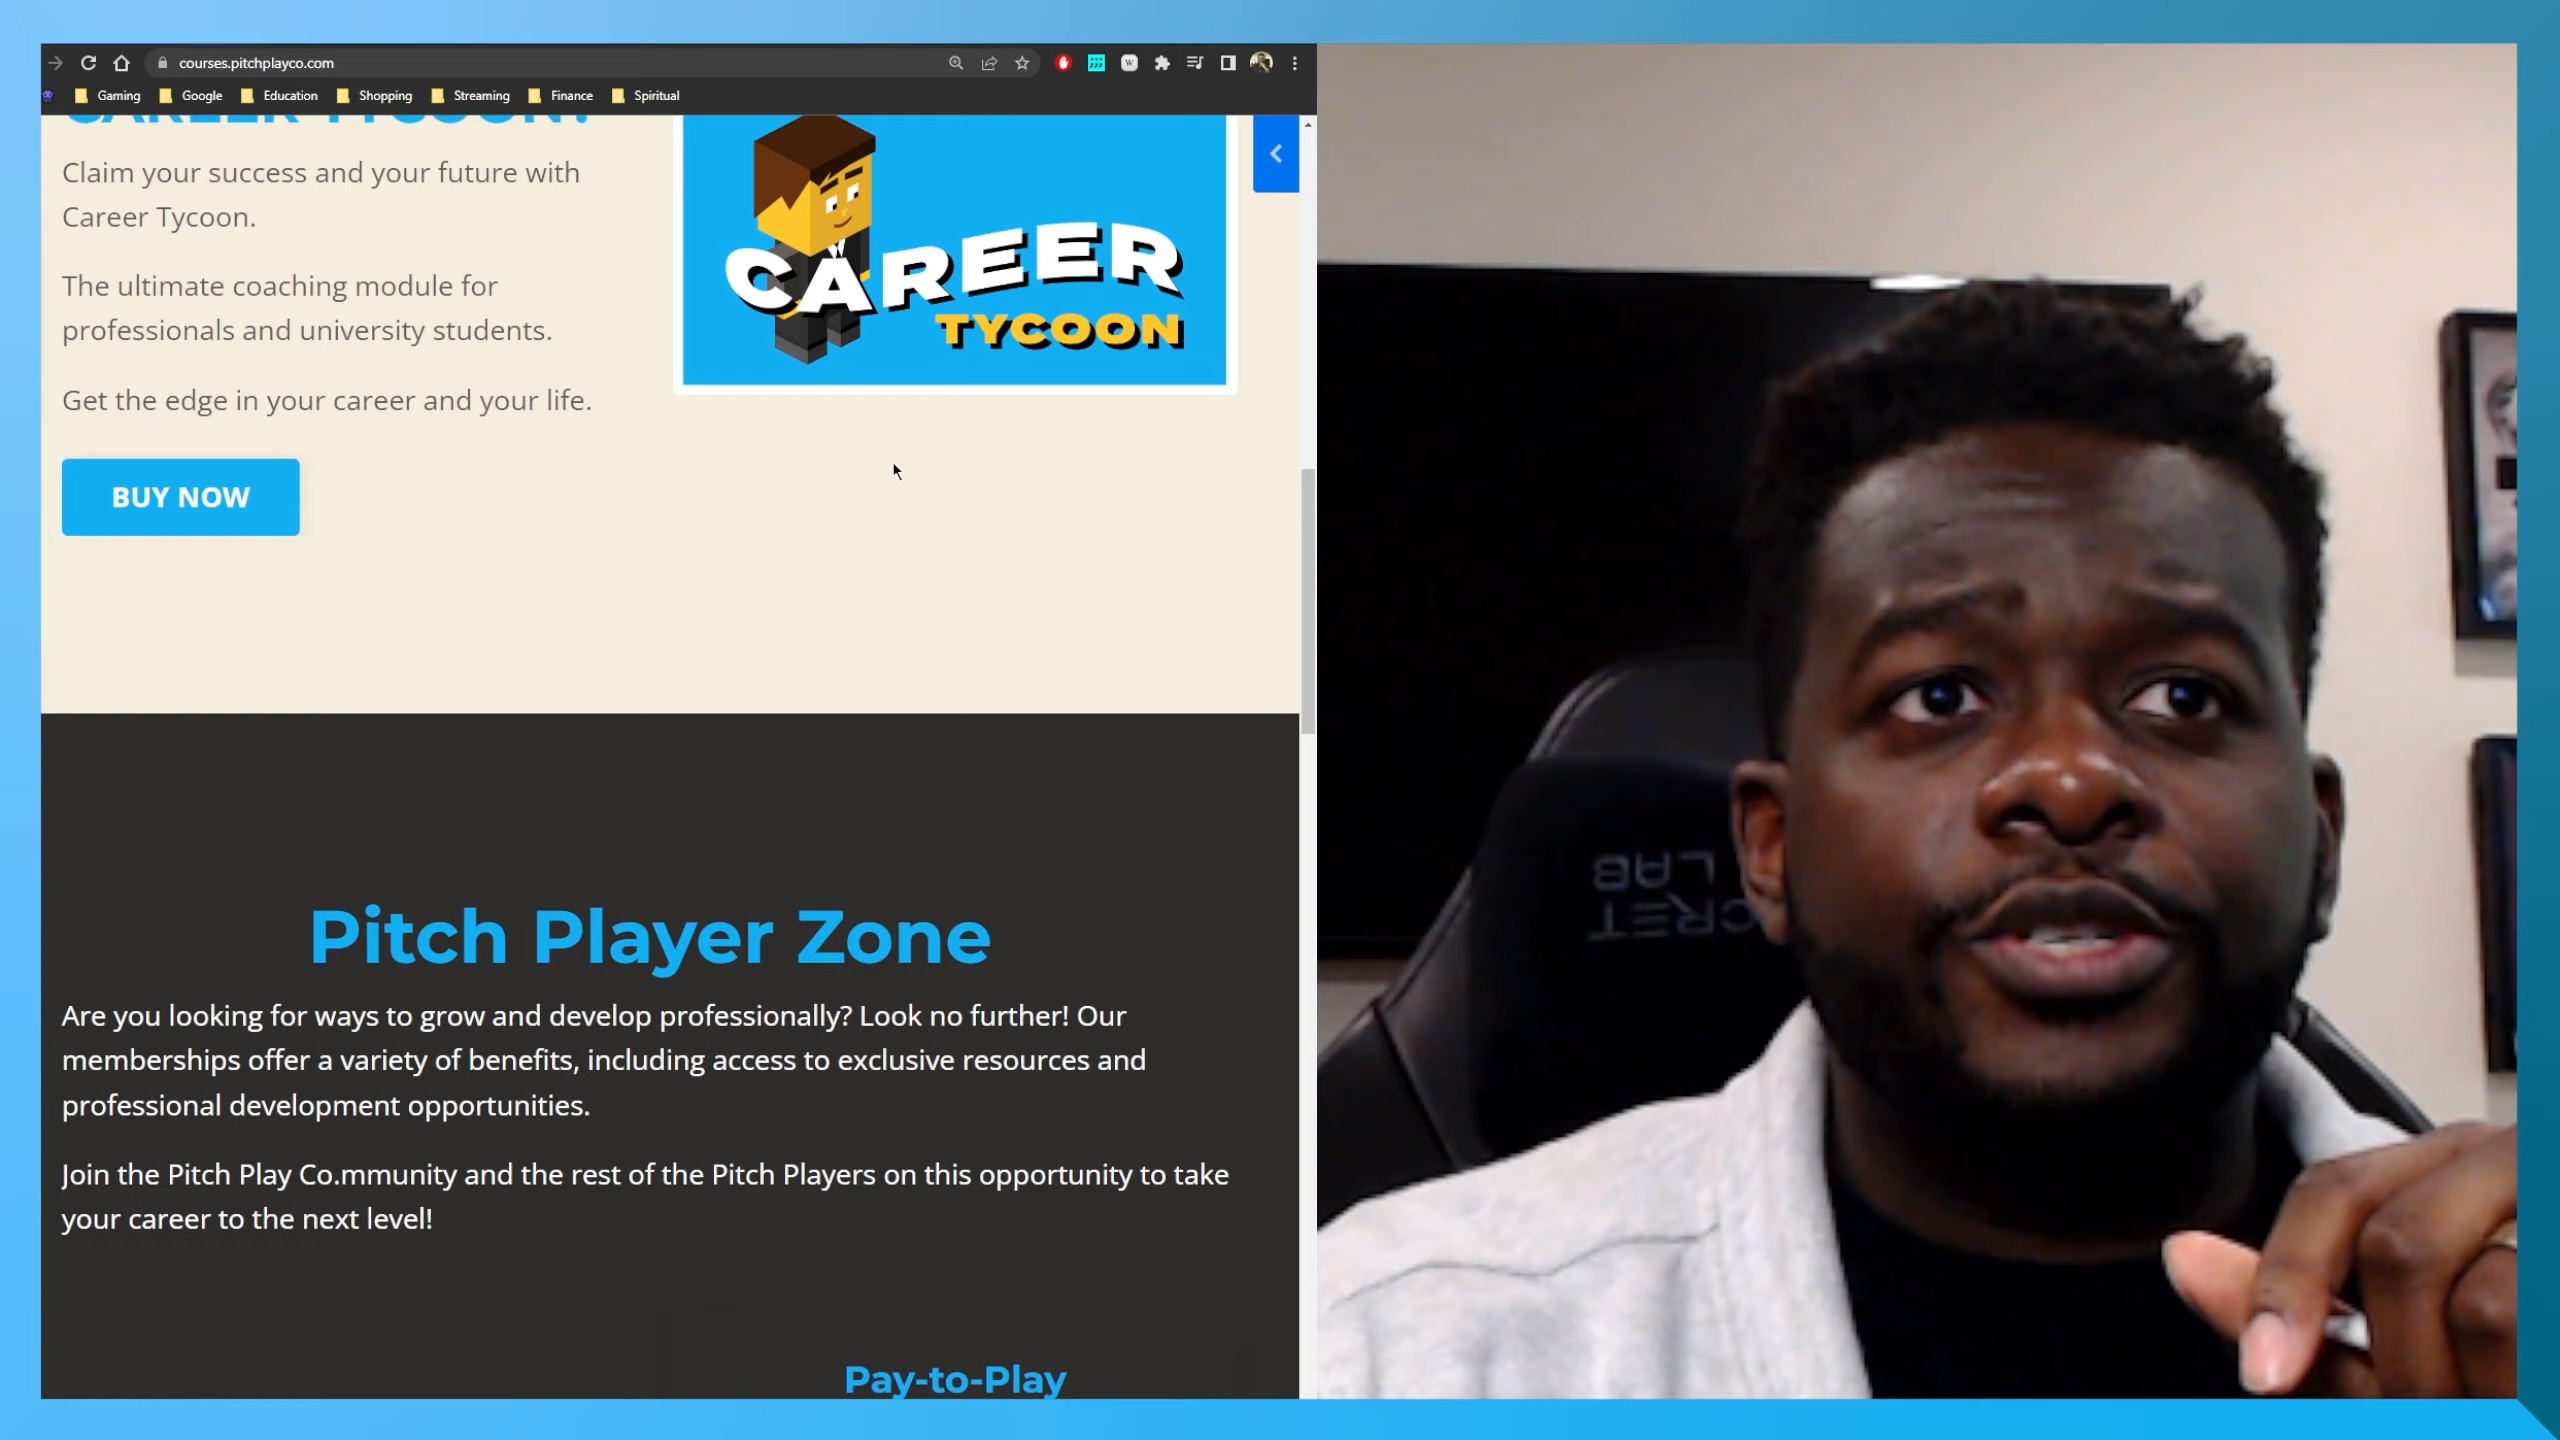 courses.pitchplayco.com
Gaming Google Education Shopping Streaming Finance Spiritual
CAREER TYCOON?
Claim your success and your future with
Career Tycoon.
The ultimate coaching module for
professionals and university students.
Get the edge in your career and your life.
BUY NOW
CAREER
TYCOON
Pitch Player Zone
Are you looking for ways to grow and develop professionally? Look no further! Our
memberships offer a variety of benefits, including access to exclusive resources and
professional development opportunities.
Join the Pitch Play Co.mmunity and the rest of the Pitch Players on this opportunity to take
your career to the next level!
Pay-to-Play